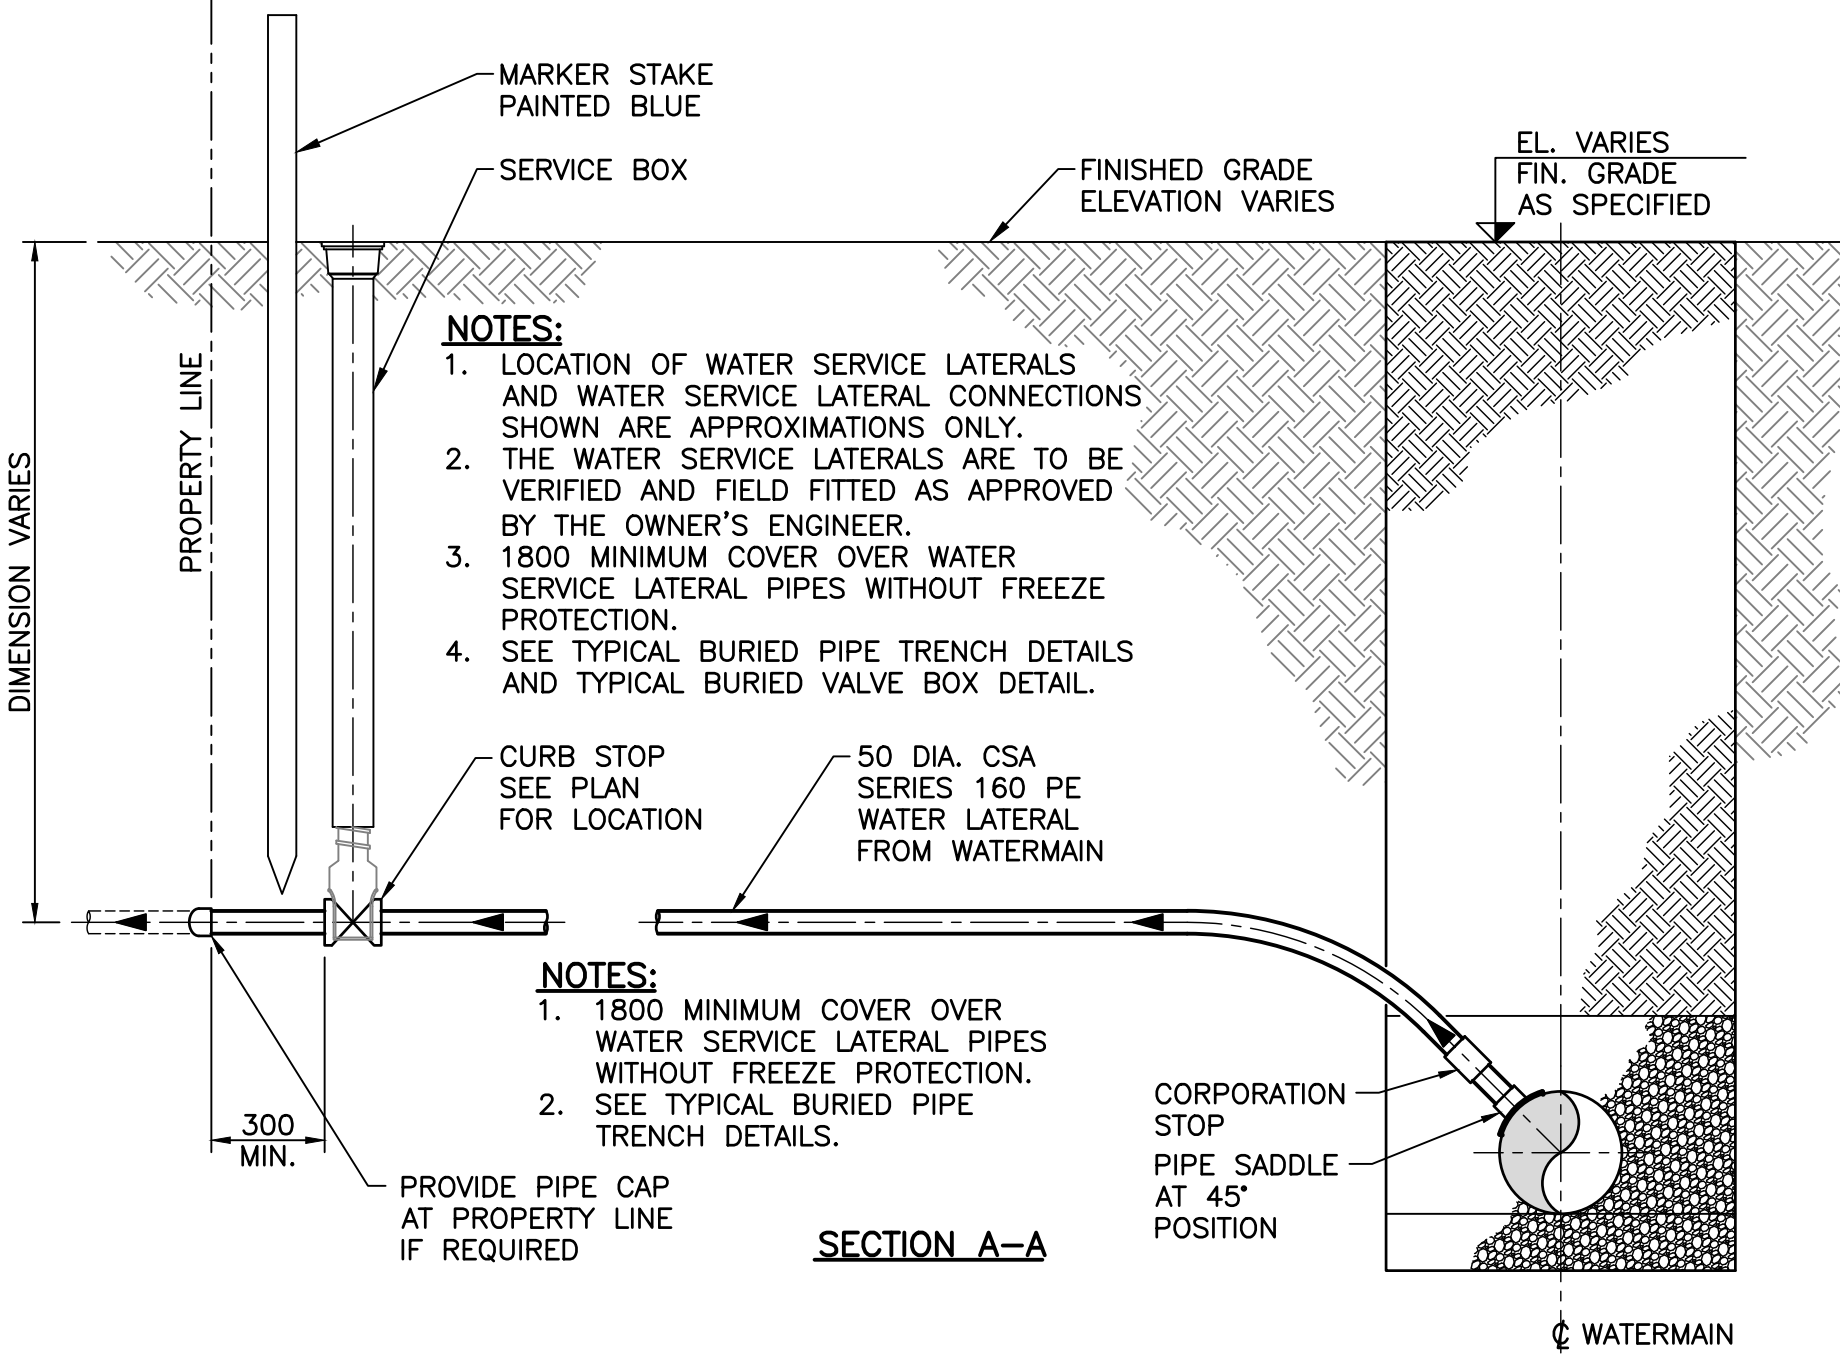 MARKER STAKE
PAINTED BLUE
SERVICE BOX
FINISHED GRADE
ELEVATION VARIES
EL. VARIES
FIN. GRADE
AS SPECIFIED
DIMENSION VARIES
PROPERTY LINE
NOTES:
1. LOCATION OF WATER SERVICE LATERALS
AND WATER SERVICE LATERAL CONNECTIONS
SHOWN ARE APPROXIMATIONS ONLY.
2. THE WATER SERVICE LATERALS ARE TO BE
VERIFIED AND FIELD FITTED AS APPROVED
BY THE OWNER'S ENGINEER.
3. 1800 MINIMUM COVER OVER WATER
SERVICE LATERAL PIPES WITHOUT FREEZE
PROTECTION.
4. SEE TYPICAL BURIED PIPE TRENCH DETAILS
AND TYPICAL BURIED VALVE BOX DETAIL.
CURB STOP
SEE PLAN
FOR LOCATION
50 DIA. CSA
SERIES 160 PE
WATER LATERAL
FROM WATERMAIN
NOTES:
1. 1800 MINIMUM COVER OVER
WATER SERVICE LATERAL PIPES
WITHOUT FREEZE PROTECTION.
2. SEE TYPICAL BURIED PIPE
TRENCH DETAILS.
300
MIN.
PROVIDE PIPE CAP
AT PROPERTY LINE
IF REQUIRED
CORPORATION
STOP
PIPE SADDLE
AT 45°
POSITION
SECTION A-A
℄ WATERMAIN